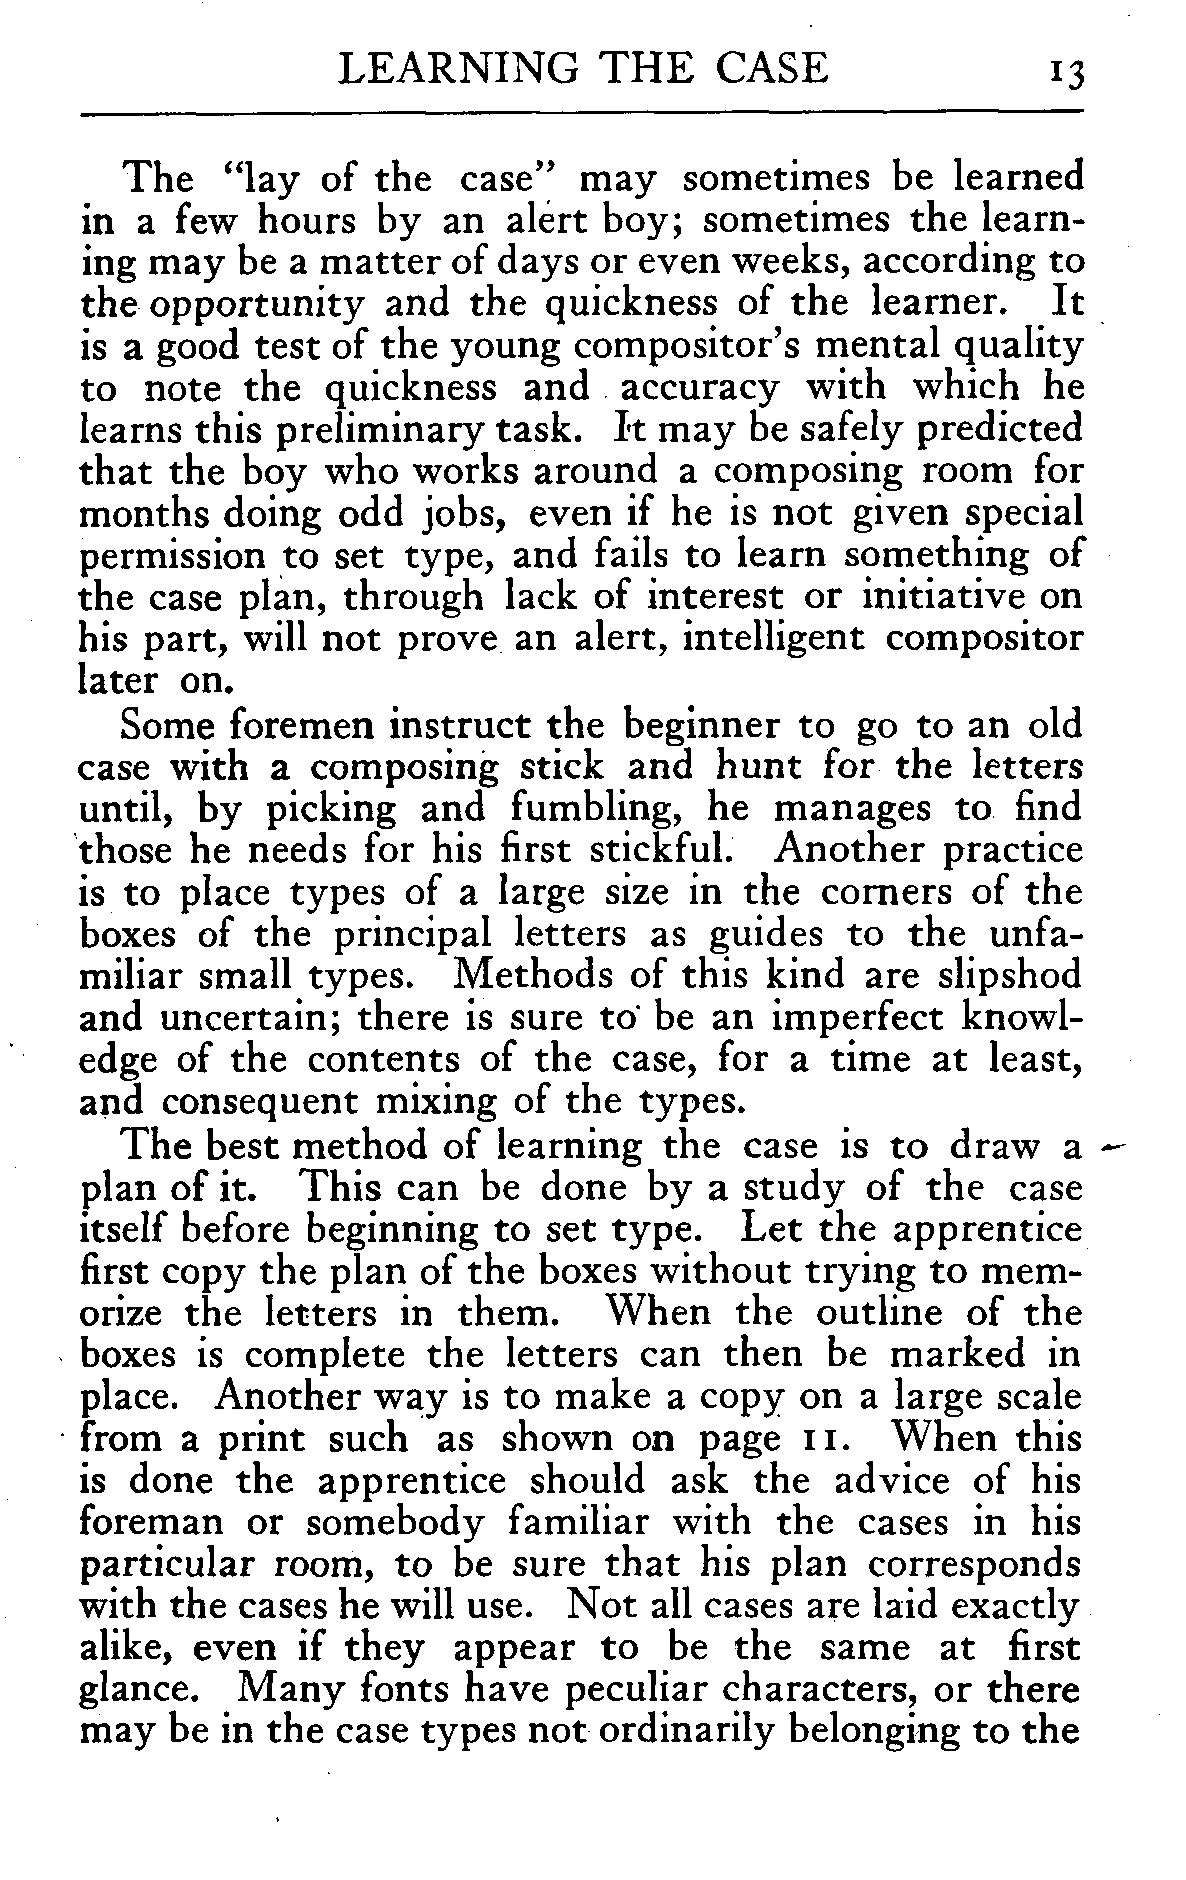 LEARNING THE CASE 13
The "lay of the case" may sometimes be learned
in a few hours by an alert boy; sometimes the learn-
ing may be a matter of days or even weeks, according to
the opportunity and the quickness of the learner. It
is a good test of the young compositor's mental quality
to note the quickness and accuracy with which he
learns this preliminary task. It may be safely predicted
that the boy who works around a composing room for
months doing odd jobs, even if he is not given special
permission to set type, and fails to learn something of
the case plan, through lack of interest or initiative on
his part, will not prove an alert, intelligent compositor
later on.
Some foremen instruct the beginner to go to an old
case with a composing stick and hunt for the letters
until, by picking and fumbling, he manages to find
those he needs for his first stickful. Another practice
is to place types of a large size in the corners of the
boxes of the principal letters as guides to the unfa-
miliar small types. Methods of this kind are slipshod
and uncertain; there is sure to be an imperfect knowl-
edge of the contents of the case, for a time at least,
and consequent mixing of the types.
The best method of learning the case is to draw a
plan of it. This can be done by a study of the case
itself before beginning to set type. Let the apprentice
first copy the plan of the boxes without trying to mem-
orize the letters in them. When the outline of the
boxes is complete the letters can then be marked in
place. Another way is to make a copy on a large scale
from a print such as shown on page 11. When this
is done the apprentice should ask the advice of his
foreman or somebody familiar with the cases in his
particular room, to be sure that his plan corresponds
with the cases he will use. Not all cases are laid exactly
alike, even if they appear to be the same at first
glance. Many fonts have peculiar characters, or there
may be in the case types not ordinarily belonging to the